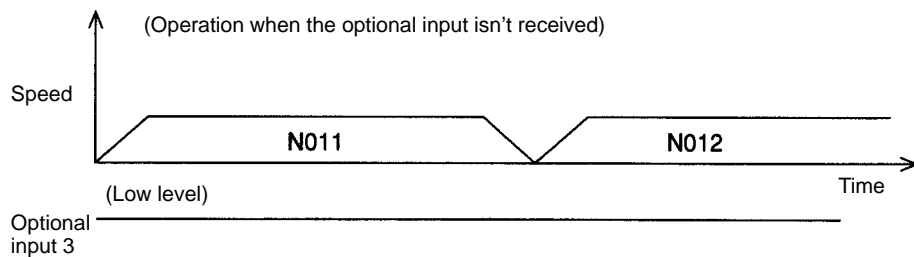 (Operation when the optional input isn't received)
Speed
N011
N012
Time
(Low level)
Optional
input 3